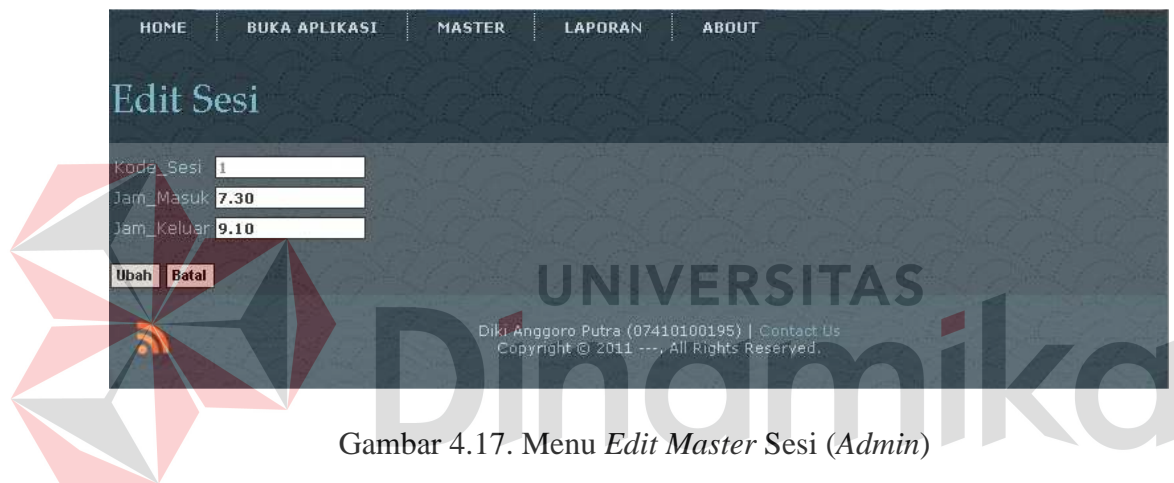 HOME BUKA APLIKASI MASTER LAPORAN ABOUT
Edit Sesi
Kode_Sesi 1
Jam_Masuk 7.30
Jam_Keluar 9.10
Ubah Batal
UNIVERSITAS
Dinamika
Diki Anggoro Putra (07410100195) | Contact Us
Copyright © 2011 ---, All Rights Reserved.
Gambar 4.17. Menu Edit Master Sesi (Admin)